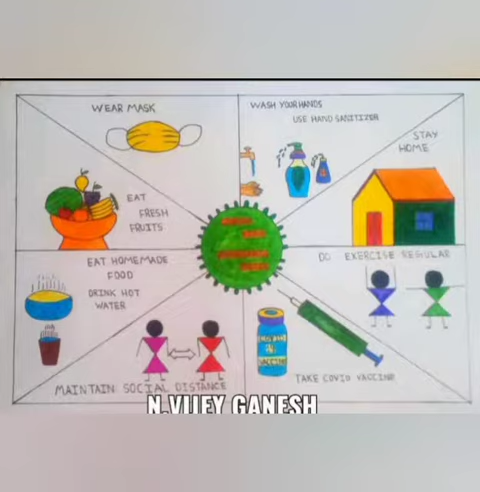 WEAR MASK
WASH YOUR HANDS
USE HAND SANITIZER
STAY
HOME
EAT
FRESH
FRUITS
EAT HOMEMADE
FOOD
DRINK HOT
WATER
DO EXERCISE REGULAR
MAINTAIN SOCIAL DISTANCE
TAKE COVID VACCINE
N.VIJEY GANESH